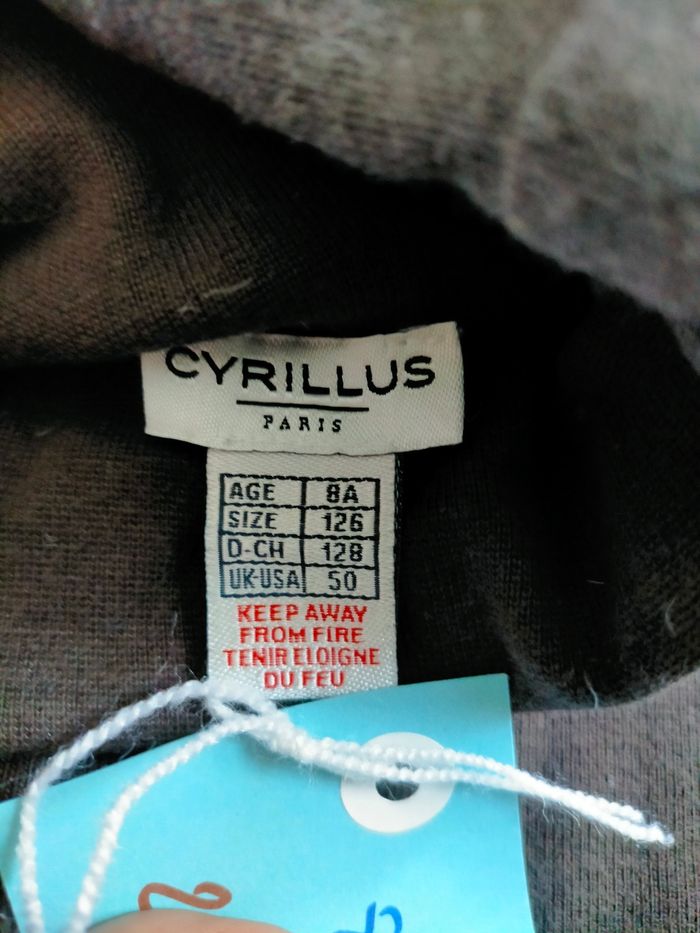 CYRILLUS
PARIS
AGE 8A
SIZE 126
D-CH 128
UK-USA 50
KEEP AWAY
FROM FIRE
TENIR ELOIGNE
DU FEU